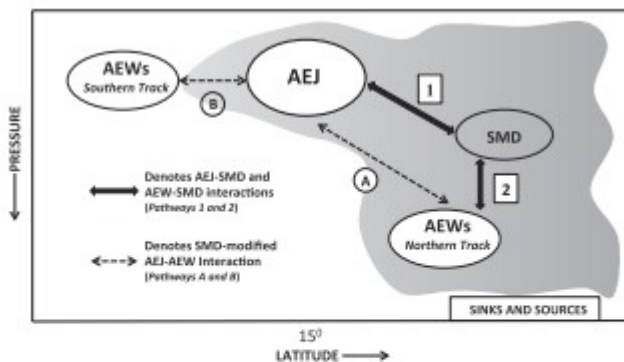 AEWs
Southern Track
AEJ
B
1
SMD
2
A
AEWs
Northern Track
Denotes AEJ-SMD and
AEW-SMD interactions
(Pathways 1 and 2)
Denotes SMD-modified
AEJ-AEW Interaction
(Pathways A and B)
SINKS AND SOURCES
PRESSURE
15⁰
LATITUDE